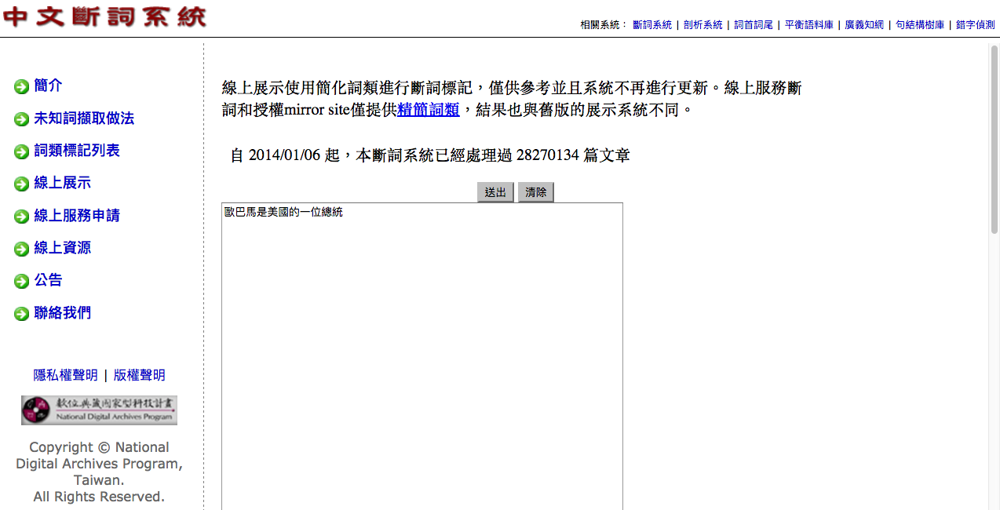 中文斷詞系統
相關系統： 斷詞系統 | 剖析系統 | 詞首詞尾 | 平衡語料庫 | 廣義知網 | 句結構樹庫 | 錯字偵測
簡介
未知詞擷取做法
詞類標記列表
線上展示
線上服務申請
線上資源
公告
聯絡我們
隱私權聲明 | 版權聲明
數位典藏國家型科技計畫
National Digital Archives Program
Copyright © National
Digital Archives Program,
Taiwan.
All Rights Reserved.
線上展示使用簡化詞類進行斷詞標記，僅供參考並且系統不再進行更新。線上服務斷
詞和授權mirror site僅提供精簡詞類，結果也與舊版的展示系統不同。
自 2014/01/06 起，本斷詞系統已經處理過 28270134 篇文章
送出 清除
歐巴馬是美國的一位總統